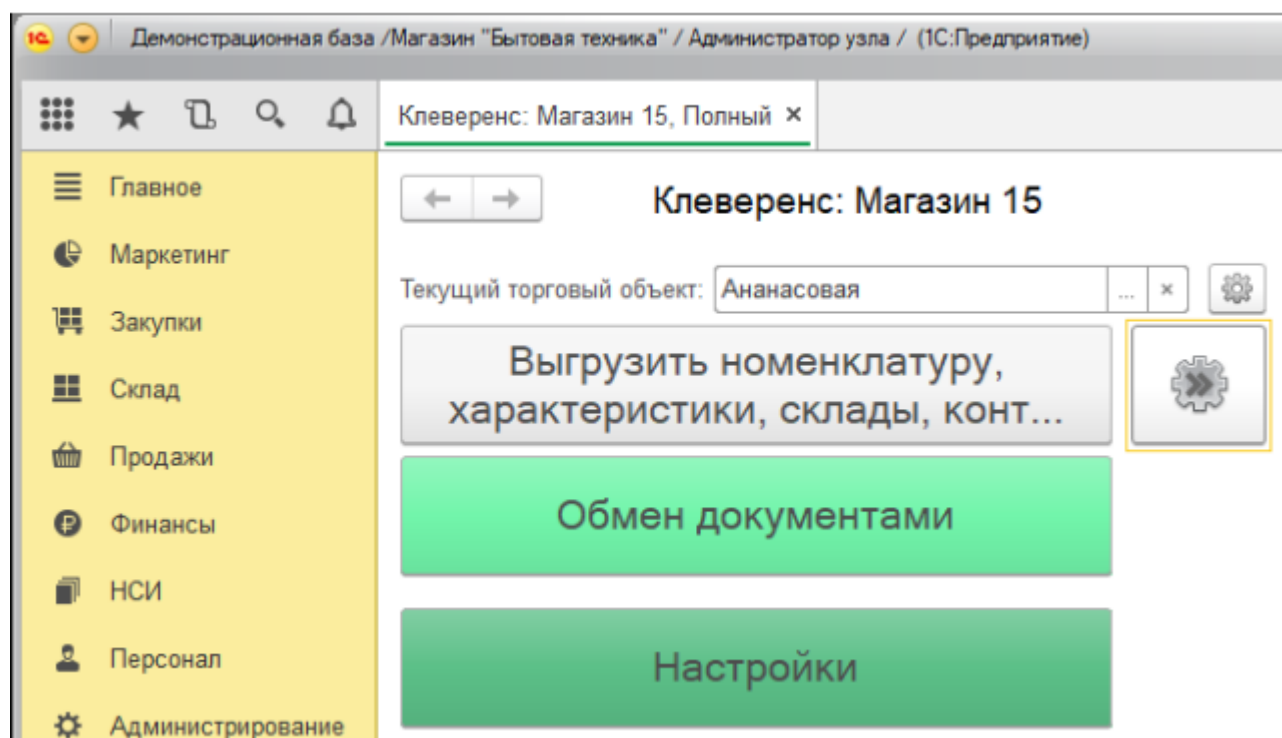 1С Демонстрационная база /Магазин "Бытовая техника" / Администратор узла / (1С:Предприятие)
Клеверенс: Магазин 15, Полный ×
Главное
Маркетинг
Закупки
Склад
Продажи
Финансы
НСИ
Персонал
Администрирование
Клеверенс: Магазин 15
Текущий торговый объект: Ананасовая ... ×
Выгрузить номенклатуру,
характеристики, склады, конт...
Обмен документами
Настройки